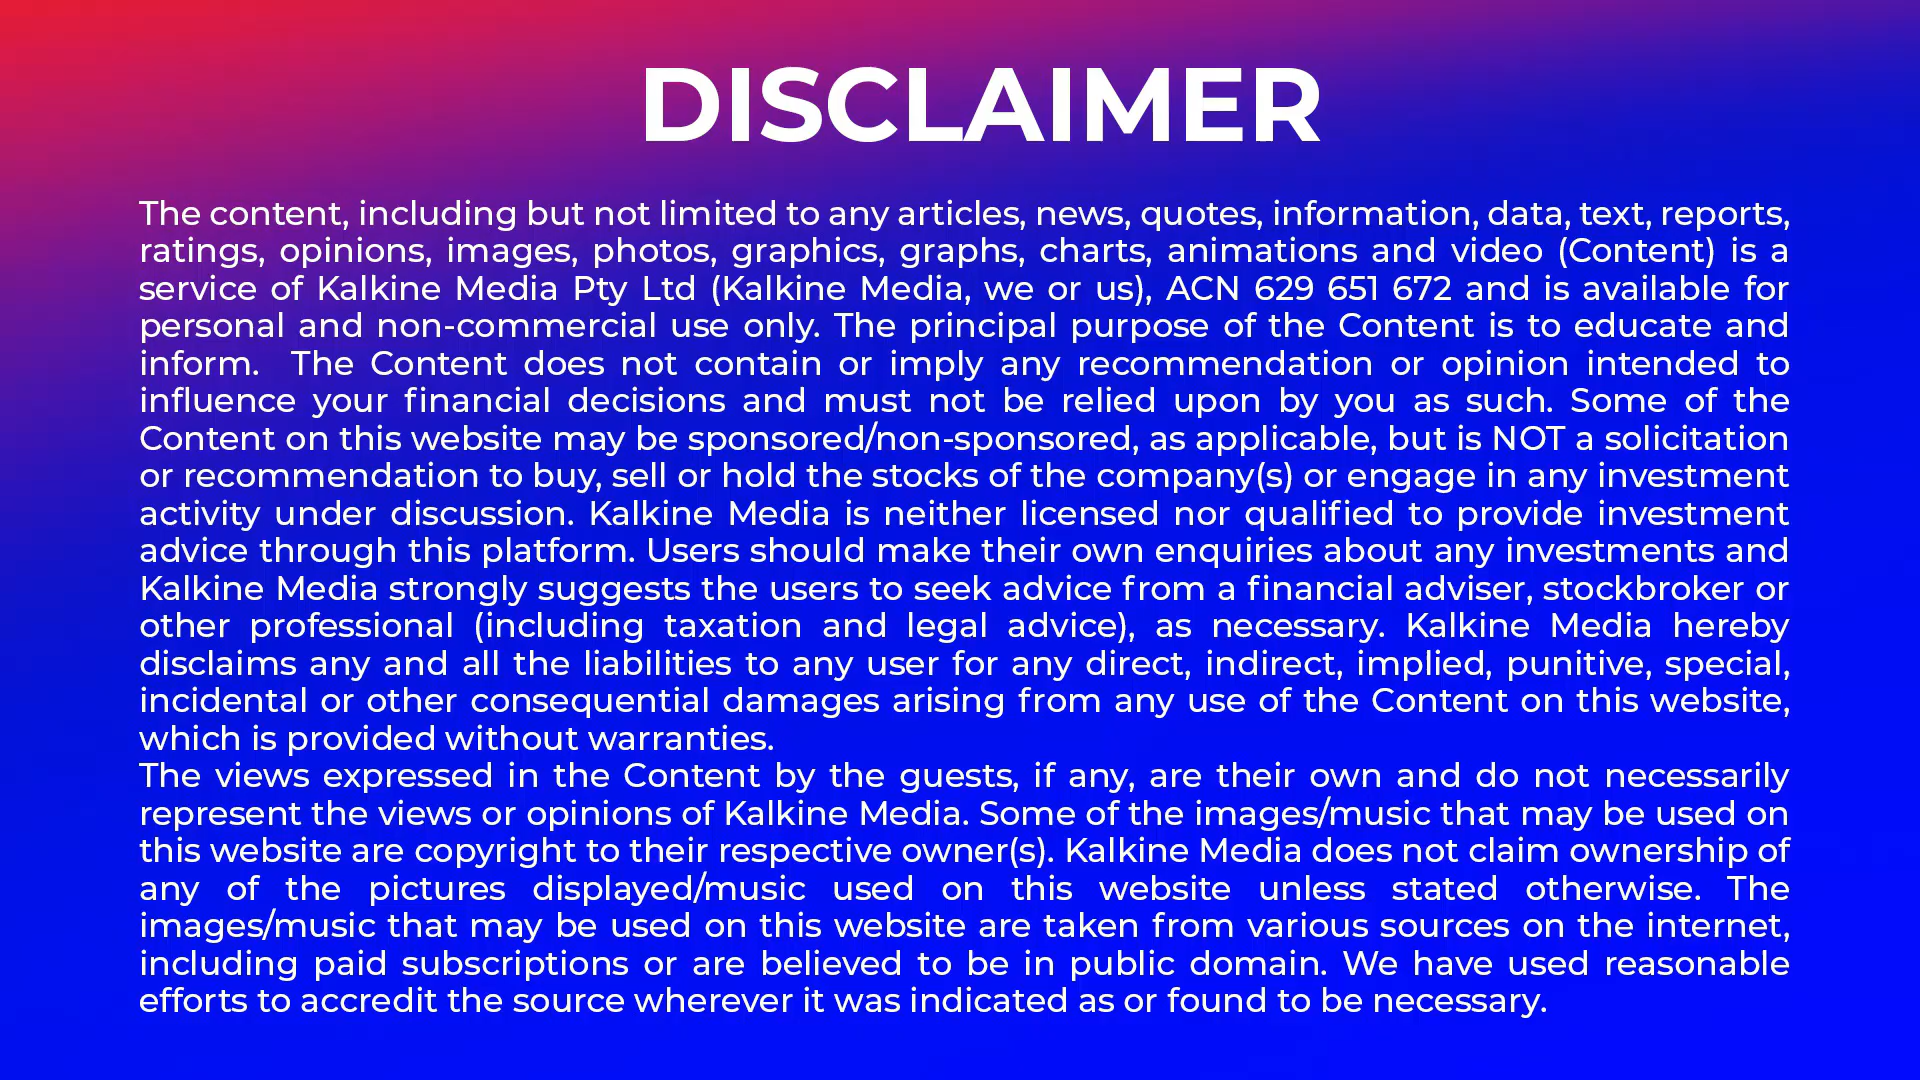 DISCLAIMER
The content, including but not limited to any articles, news, quotes, information, data, text, reports,
ratings, opinions, images, photos, graphics, graphs, charts, animations and video (Content) is a
service of Kalkine Media Pty Ltd (Kalkine Media, we or us), ACN 629 651 672 and is available for
personal and non-commercial use only. The principal purpose of the Content is to educate and
inform.  The Content does not contain or imply any recommendation or opinion intended to
influence your financial decisions and must not be relied upon by you as such. Some of the
Content on this website may be sponsored/non-sponsored, as applicable, but is NOT a solicitation
or recommendation to buy, sell or hold the stocks of the company(s) or engage in any investment
activity under discussion. Kalkine Media is neither licensed nor qualified to provide investment
advice through this platform. Users should make their own enquiries about any investments and
Kalkine Media strongly suggests the users to seek advice from a financial adviser, stockbroker or
other professional (including taxation and legal advice), as necessary. Kalkine Media hereby
disclaims any and all the liabilities to any user for any direct, indirect, implied, punitive, special,
incidental or other consequential damages arising from any use of the Content on this website,
which is provided without warranties.
The views expressed in the Content by the guests, if any, are their own and do not necessarily
represent the views or opinions of Kalkine Media. Some of the images/music that may be used on
this website are copyright to their respective owner(s). Kalkine Media does not claim ownership of
any of the pictures displayed/music used on this website unless stated otherwise. The
images/music that may be used on this website are taken from various sources on the internet,
including paid subscriptions or are believed to be in public domain. We have used reasonable
efforts to accredit the source wherever it was indicated as or found to be necessary.